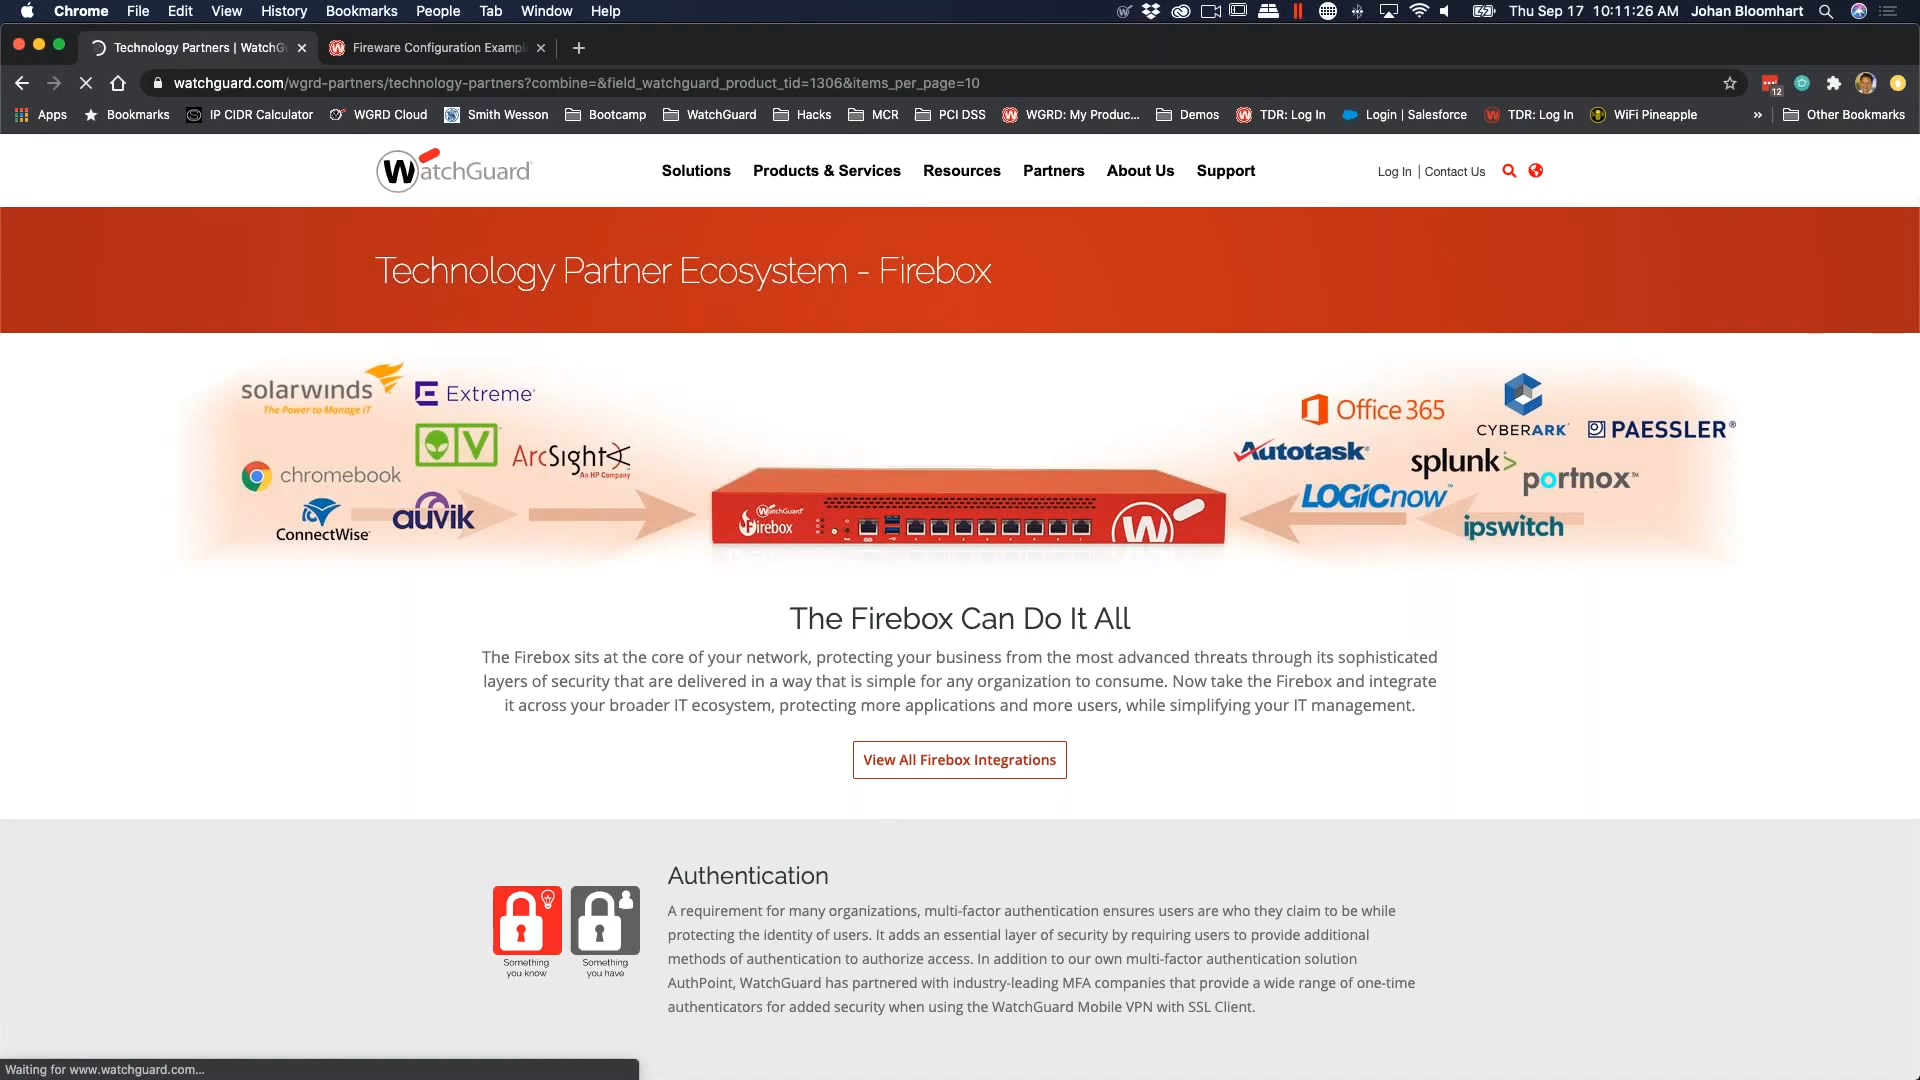 Chrome File Edit View History Bookmarks People Tab Window Help Thu Sep 17 10:11:26 AM Johan Bloomhart
Technology Partners | WatchG Fireware Configuration Exampl
watchguard.com/wgrd-partners/technology-partners?combine=&field_watchguard_product_tid=1306&items_per_page=10
12
Apps Bookmarks IP CIDR Calculator WGRD Cloud Smith Wesson Bootcamp WatchGuard Hacks MCR PCI DSS WGRD: My Produc... Demos TDR: Log In Login | Salesforce TDR: Log In WiFi Pineapple » Other Bookmarks
WatchGuard
Solutions Products & Services Resources Partners About Us Support
Log In | Contact Us
Technology Partner Ecosystem - Firebox
solarwinds
The Power to Manage IT
Extreme
ArcSight
An HP Company
chromebook
ConnectWise
auvik
WatchGuard
Firebox
W
Office 365
CYBERARK
PAESSLER
Autotask
splunk>
portnox™
LOGICnow™
ipswitch
The Firebox Can Do It All
The Firebox sits at the core of your network, protecting your business from the most advanced threats through its sophisticated
layers of security that are delivered in a way that is simple for any organization to consume. Now take the Firebox and integrate
it across your broader IT ecosystem, protecting more applications and more users, while simplifying your IT management.
View All Firebox Integrations
Authentication
A requirement for many organizations, multi-factor authentication ensures users are who they claim to be while
protecting the identity of users. It adds an essential layer of security by requiring users to provide additional
methods of authentication to authorize access. In addition to our own multi-factor authentication solution
AuthPoint, WatchGuard has partnered with industry-leading MFA companies that provide a wide range of one-time
authenticators for added security when using the WatchGuard Mobile VPN with SSL Client.
Something
you know
Something
you have
Waiting for www.watchguard.com...